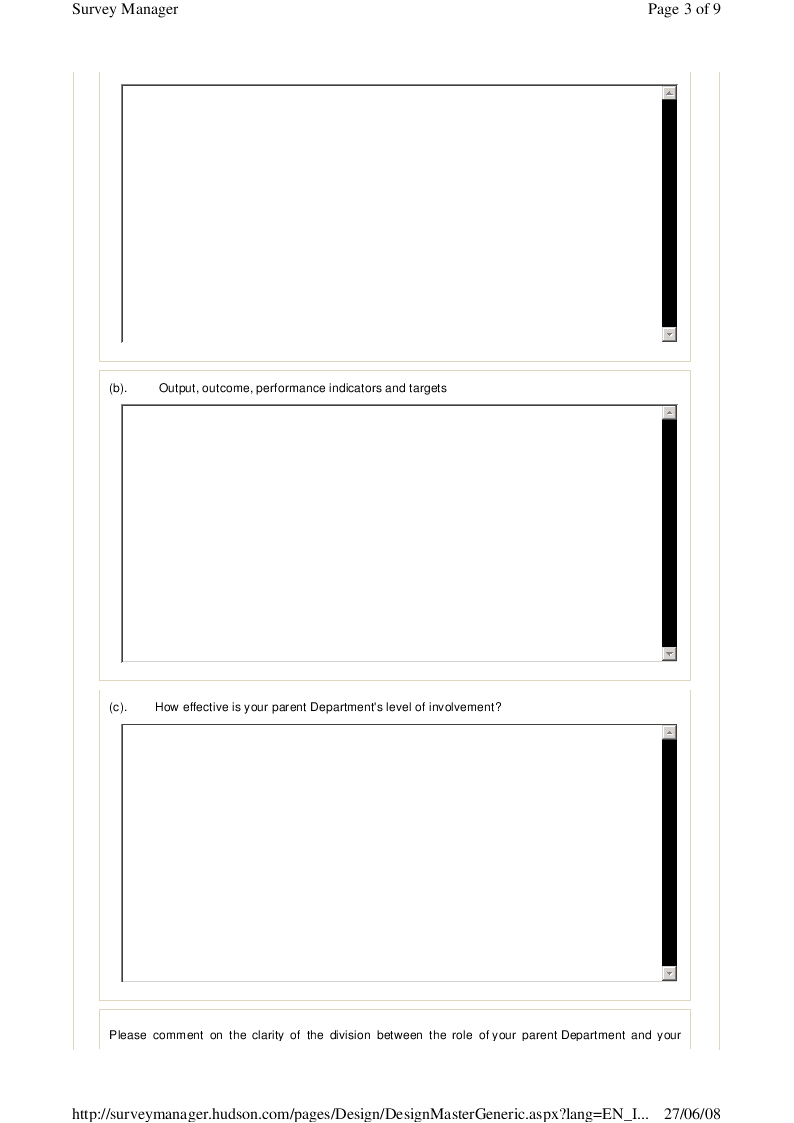 Survey Manager Page 3 of 9
(b). Output, outcome, performance indicators and targets
(c). How effective is your parent Department's level of involvement?
Please comment on the clarity of the division between the role of your parent Department and your
http://surveymanager.hudson.com/pages/Design/DesignMasterGeneric.aspx?lang=EN_I... 27/06/08